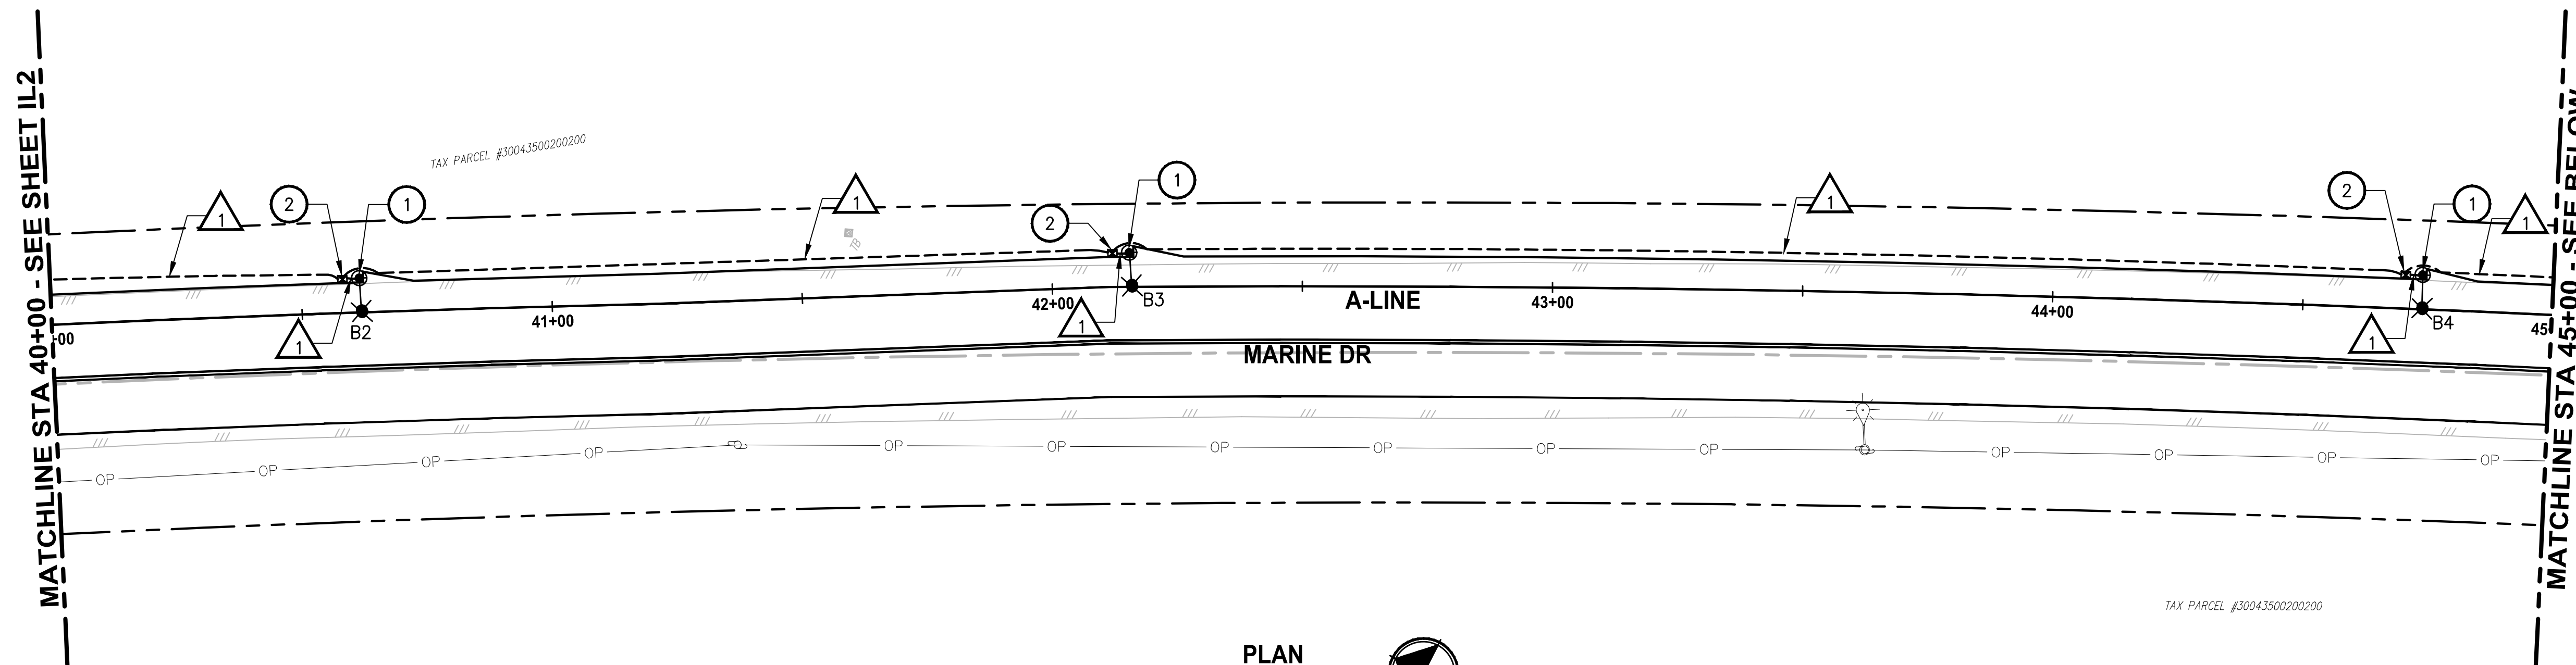 MATCHLINE STA 40+00 - SEE SHEET IL2
TAX PARCEL #30043500200200
1
2
1
1
2
1
1
2
1
1
TB
1
B2
41+00
1
42+00
B3
A-LINE
43+00
44+00
1
B4
+00
45
MARINE DR
OP OP OP OP OP OP OP OP OP OP OP OP OP
MATCHLINE STA 45+00 - SEE BELOW
TAX PARCEL #30043500200200
PLAN